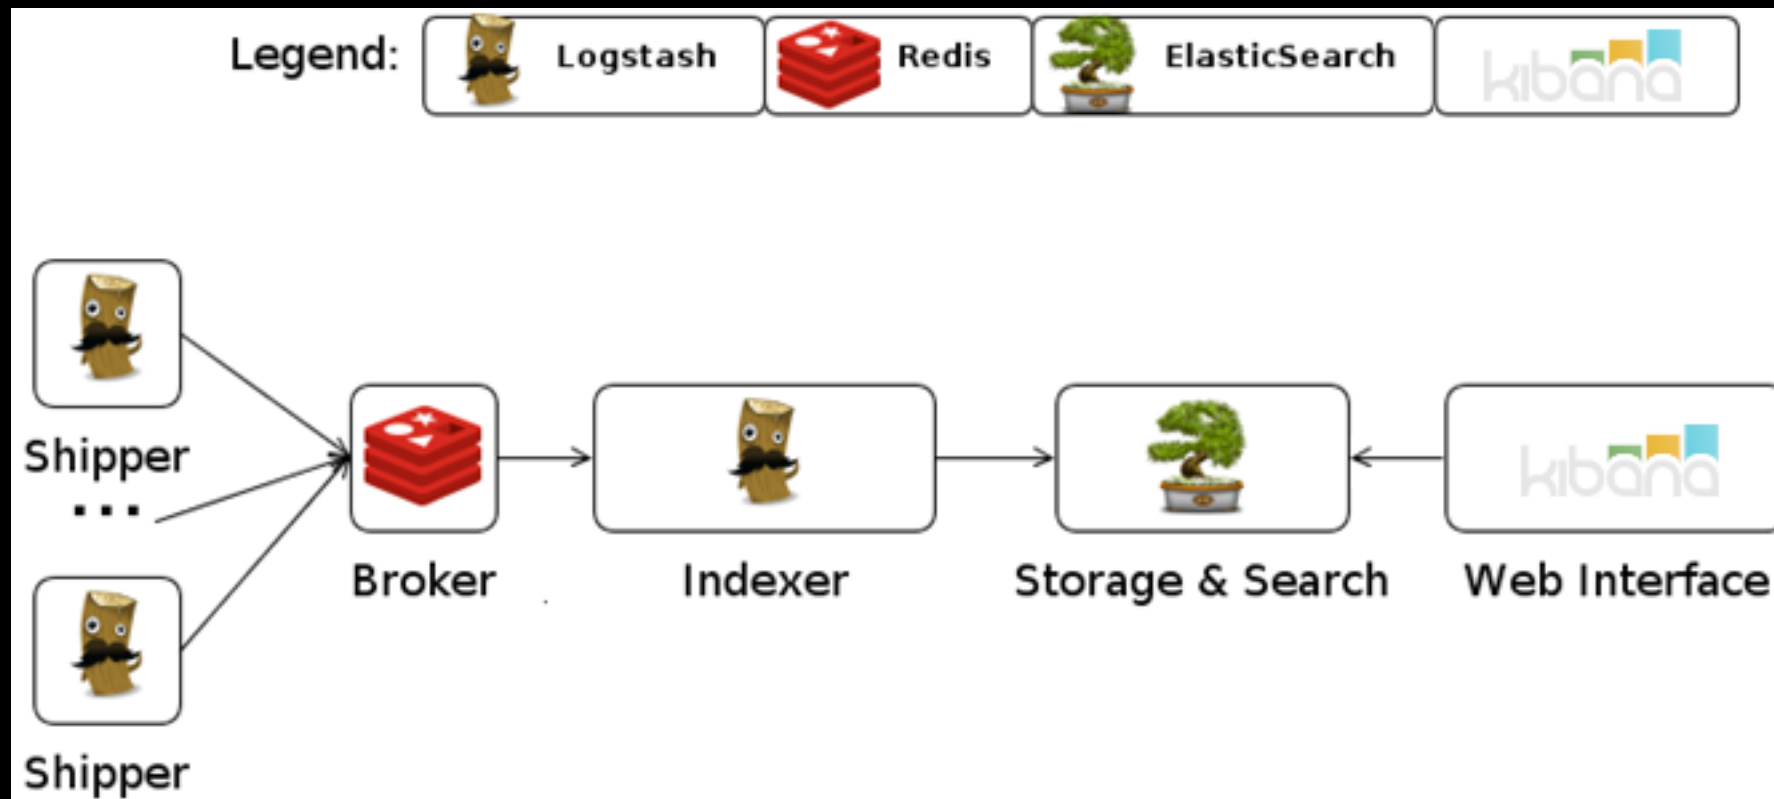 Legend:
Logstash
Redis
ElasticSearch
kibana
Shipper
...
Shipper
Broker
Indexer
Storage & Search
kibana
Web Interface